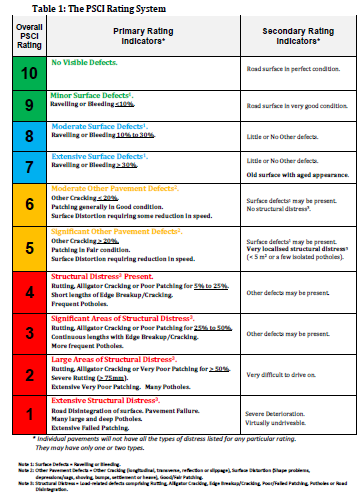 Table 1: The PSCI Rating System
Overall PSCI Rating
Primary Rating Indicators*
Secondary Rating Indicators*
10
No Visible Defects.
Road surface in perfect condition.
9
Minor Surface Defects¹.
Ravelling or Bleeding <10%.
Road surface in very good condition.
8
Moderate Surface Defects¹.
Ravelling or Bleeding 10% to 30%.
Little or No Other defects.
7
Extensive Surface Defects¹.
Ravelling or Bleeding > 30%.
Little or No Other defects.
Old surface with aged appearance.
6
Moderate Other Pavement Defects².
Other Cracking < 20%.
Patching generally in Good condition.
Surface Distortion requiring some reduction in speed.
Surface defects¹ may be present.
No structural distress³.
5
Significant Other Pavement Defects².
Other Cracking > 20%.
Patching in Fair condition.
Surface Distortion requiring reduction in speed.
Surface defects¹ may be present.
Very localised structural distress³
(< 5 m² or a few isolated potholes).
4
Structural Distress³ Present.
Rutting, Alligator Cracking or Poor Patching for 5% to 25%.
Short lengths of Edge Breakup/Cracking.
Frequent Potholes.
Other defects may be present.
3
Significant Areas of Structural Distress³.
Rutting, Alligator Cracking or Poor Patching for 25% to 50%.
Continuous lengths with Edge Breakup/Cracking.
More frequent Potholes.
Other defects may be present.
2
Large Areas of Structural Distress³.
Rutting, Alligator Cracking or Very Poor Patching for > 50%.
Severe Rutting (> 75mm).
Extensive Very Poor Patching. Many Potholes.
Very difficult to drive on.
1
Extensive Structural Distress³.
Road Disintegration of surface. Pavement Failure.
Many large and deep Potholes.
Extensive Failed Patching.
Severe Deterioration.
Virtually undriveable.
* Individual pavements will not have all the types of distress listed for any particular rating.
They may have only one or two types.
Note 1: Surface Defects = Ravelling or Bleeding.
Note 2: Other Pavement Defects = Other Cracking (longitudinal, transverse, reflection or slippage), Surface Distortion (Shape problems,
depressions/sags, shoving, bumps, settlement or heave), Good/Fair Patching.
Note 3: Structural Distress = Load-related defects comprising Rutting, Alligator Cracking, Edge Breakup/Cracking, Poor/Failed Patching, Potholes or Road
Disintegration.